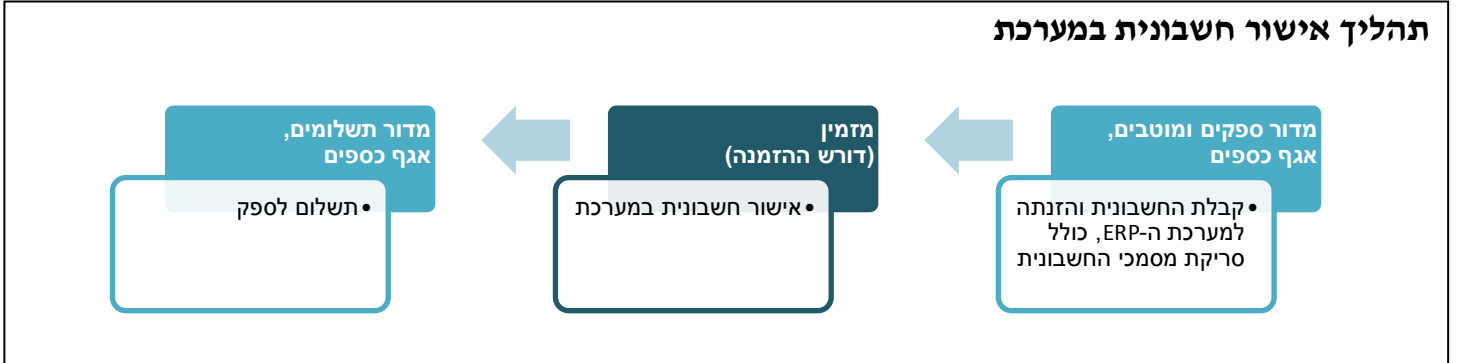 תהליך אישור חשבונית במערכת
מדור ספקים ומוטבים,
אגף כספים
•קבלת החשבונית והזנתה
למערכת ה-ERP, כולל
סריקת מסמכי החשבונית
מזמין
(דורש ההזמנה)
•אישור חשבונית במערכת
מדור תשלומים,
אגף כספים
•תשלום לספק